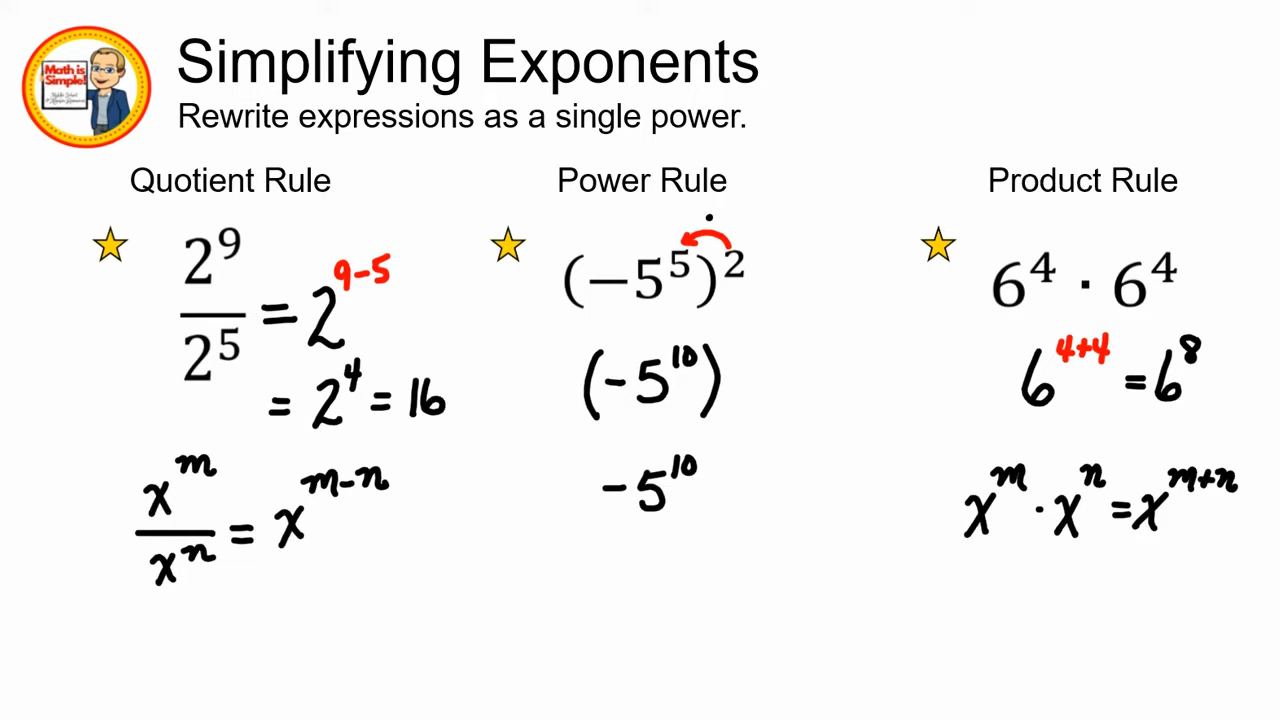 Math is
Simple!
Simplifying Exponents
Rewrite expressions as a single power.
Quotient Rule
2⁹/2⁵ = 2⁹⁻⁵
= 2⁴ = 16
xᵐ/xⁿ = xᵐ⁻ⁿ
Power Rule
(−5⁵)²
(−5¹⁰)
−5¹⁰
Product Rule
6⁴ · 6⁴
6⁴⁺⁴ = 6⁸
xᵐ · xⁿ = xᵐ⁺ⁿ